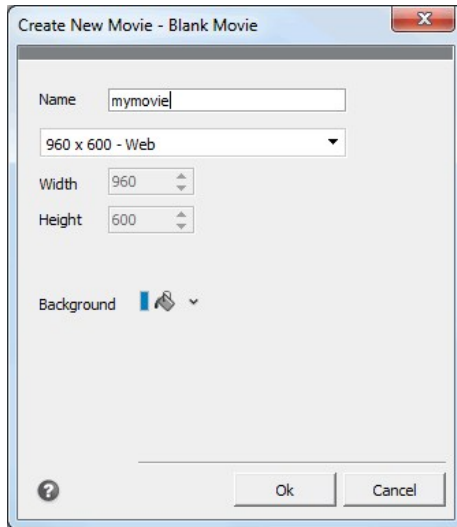 Create New Movie - Blank Movie
Name mymovie
960 x 600 - Web
Width 960
Height 600
Background
Ok Cancel